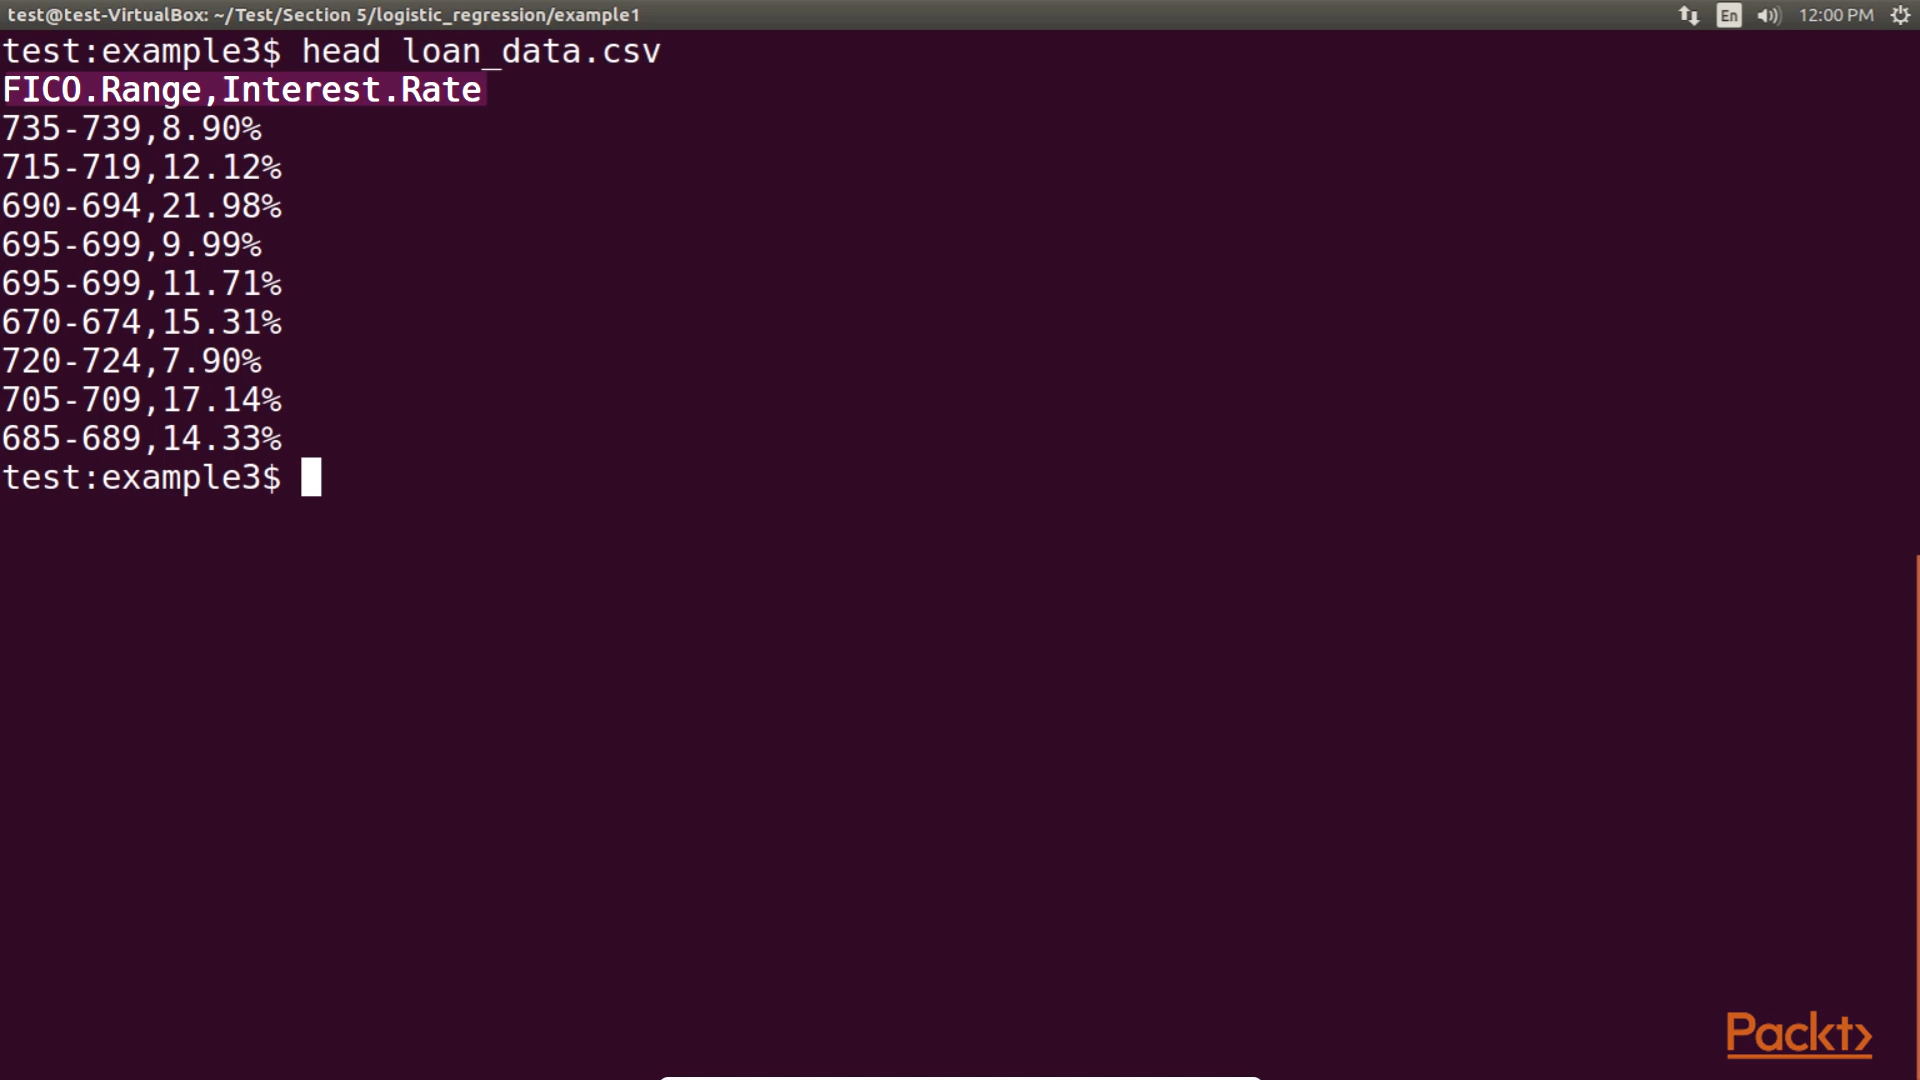 test@test-VirtualBox: ~/Test/Section 5/logistic_regression/example1
En
12:00 PM
test:example3$ head loan_data.csv
FICO.Range,Interest.Rate
735-739,8.90%
715-719,12.12%
690-694,21.98%
695-699,9.99%
695-699,11.71%
670-674,15.31%
720-724,7.90%
705-709,17.14%
685-689,14.33%
test:example3$
Packt>